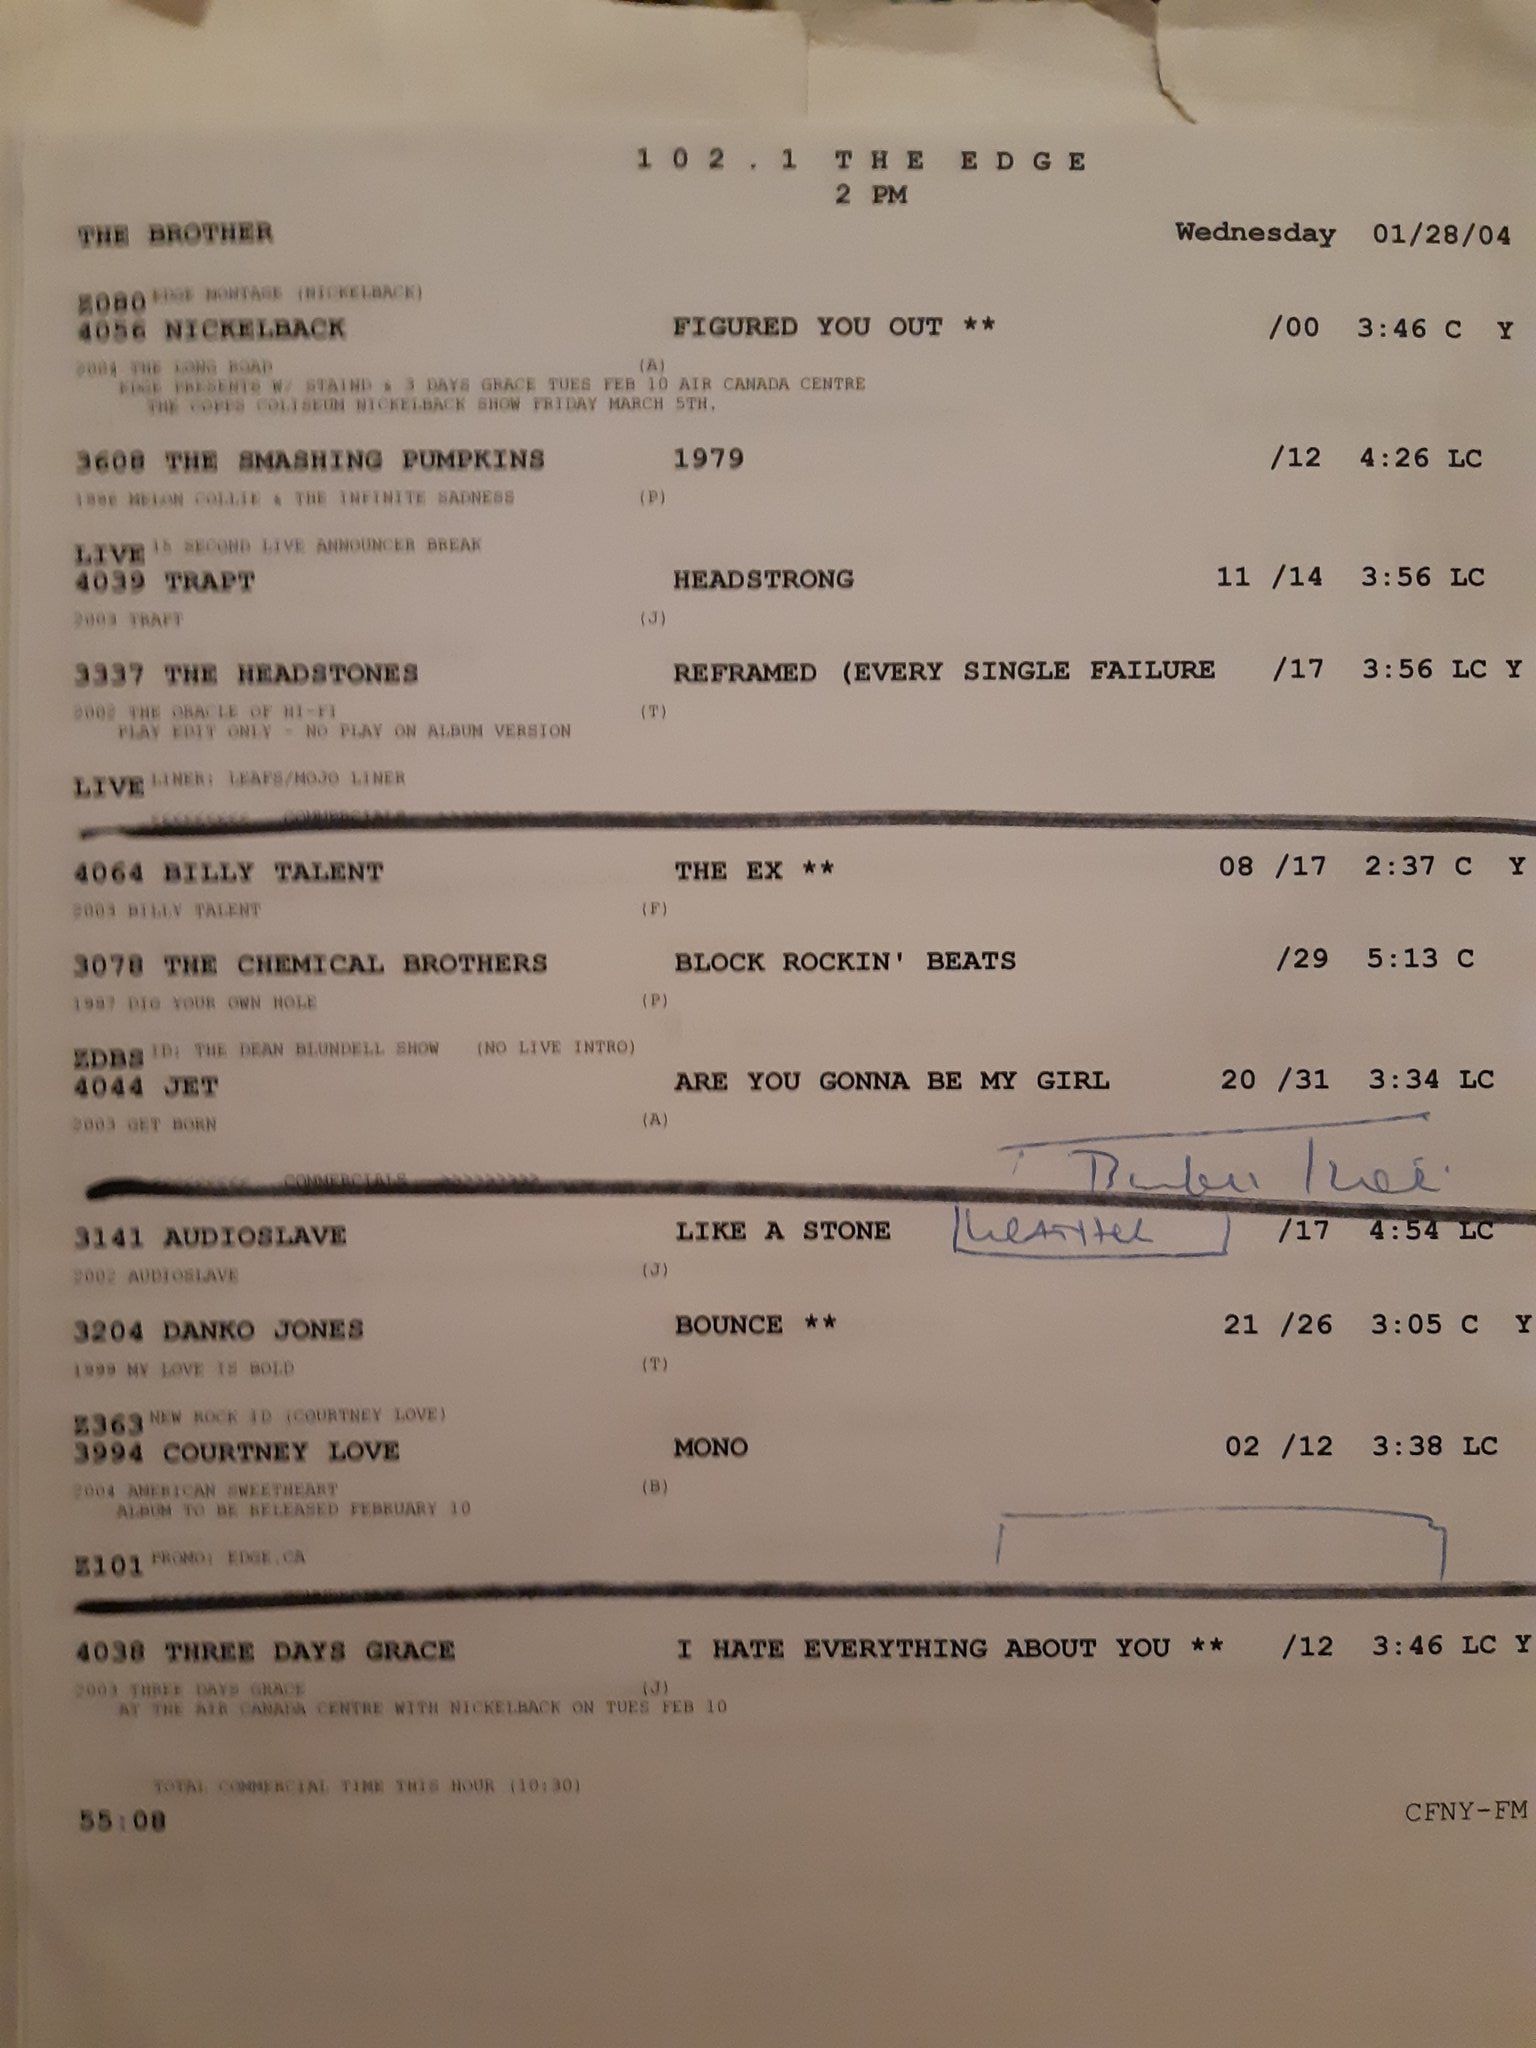 102.1 THE EDGE
2 PM
THE BROTHER Wednesday 01/28/04
Z080 EDGE MONTAGE (NICKELBACK)
4056 NICKELBACK FIGURED YOU OUT ** /00 3:46 C Y
2004 THE LONG ROAD (A)
EDGE PRESENTS W/ STAIND & 3 DAYS GRACE TUES FEB 10 AIR CANADA CENTRE
THE COPPS COLISEUM NICKELBACK SHOW FRIDAY MARCH 5TH.
3608 THE SMASHING PUMPKINS 1979 /12 4:26 LC
1996 MELON COLLIE & THE INFINITE SADNESS (P)
LIVE 15 SECOND LIVE ANNOUNCER BREAK
4039 TRAPT HEADSTRONG 11 /14 3:56 LC
2003 TRAPT (J)
3337 THE HEADSTONES REFRAMED (EVERY SINGLE FAILURE /17 3:56 LC Y
2002 THE ORACLE OF HI-FI (T)
PLAY EDIT ONLY - NO PLAY ON ALBUM VERSION
LIVE LINER: LEAFS/MOJO LINER
COMMERCIALS
4064 BILLY TALENT THE EX ** 08 /17 2:37 C Y
2003 BILLY TALENT (F)
3078 THE CHEMICAL BROTHERS BLOCK ROCKIN' BEATS /29 5:13 C
1997 DIG YOUR OWN HOLE (P)
ZDBS ID: THE DEAN BLUNDELL SHOW (NO LIVE INTRO)
4044 JET ARE YOU GONNA BE MY GIRL 20 /31 3:34 LC
2003 GET BORN (A)
COMMERCIALS >>>>>>>>>
3141 AUDIOSLAVE LIKE A STONE /17 4:54 LC
2002 AUDIOSLAVE (J)
3204 DANKO JONES BOUNCE ** 21 /26 3:05 C Y
1999 MY LOVE IS BOLD (T)
Z363 NEW ROCK ID (COURTNEY LOVE)
3994 COURTNEY LOVE MONO 02 /12 3:38 LC
2004 AMERICAN SWEETHEART (B)
ALBUM TO BE RELEASED FEBRUARY 10
Z101 PROMO: EDGE.CA
4038 THREE DAYS GRACE I HATE EVERYTHING ABOUT YOU ** /12 3:46 LC Y
2003 THREE DAYS GRACE (J)
AT THE AIR CANADA CENTRE WITH NICKELBACK ON TUES FEB 10
TOTAL COMMERCIAL TIME THIS HOUR (10:30)
55:08 CFNY-FM